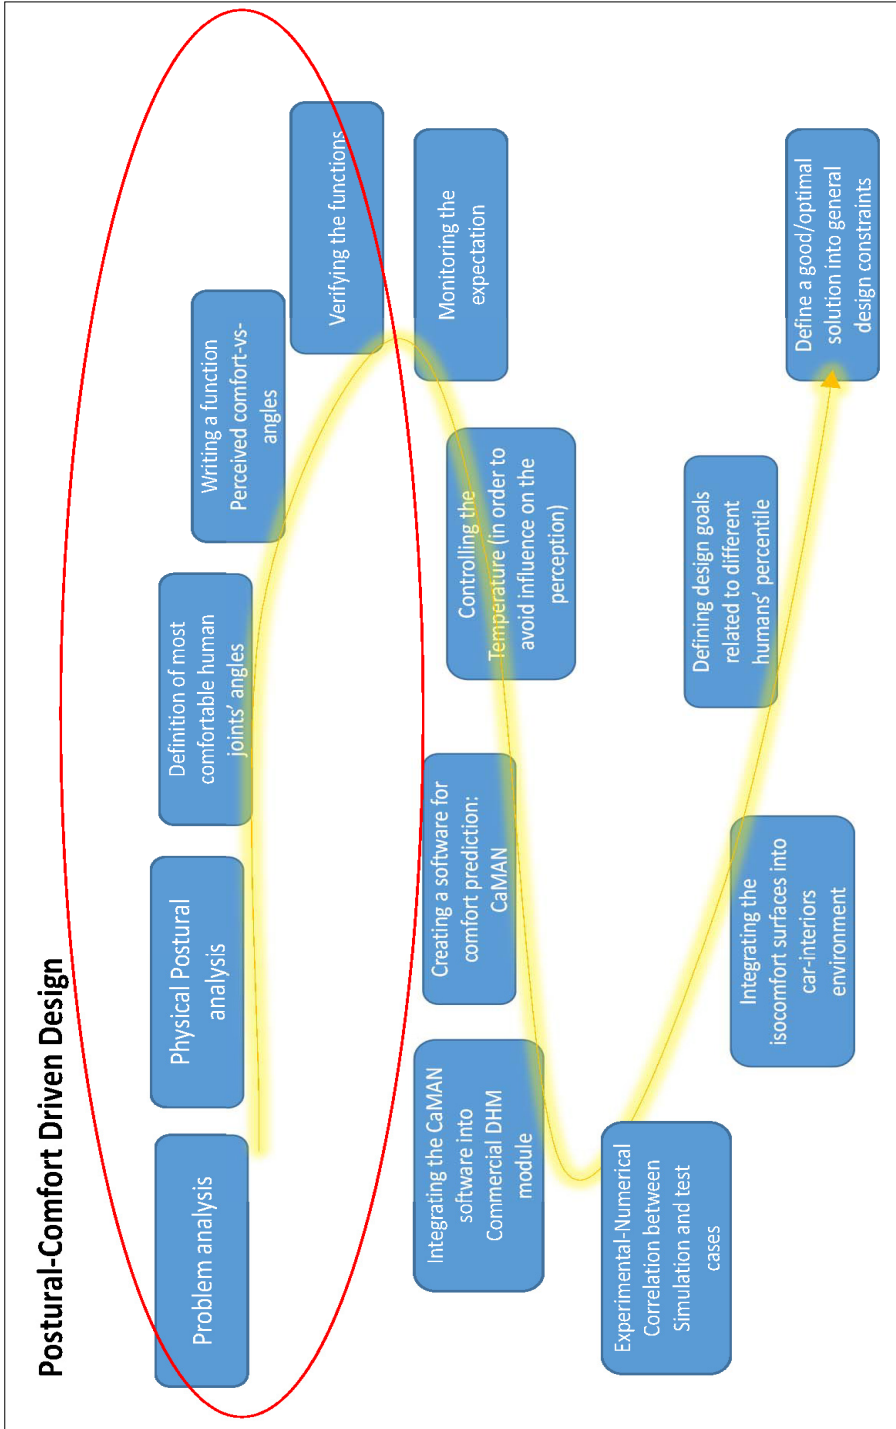 Postural-Comfort Driven Design
Problem analysis
Physical Postural
analysis
Definition of most
comfortable human
joints’ angles
Writing a function
Perceived comfort-vs-
angles
Verifying the functions
Monitoring the
expectation
Controlling the
Temperature (in order to
avoid influence on the
perception)
Creating a software for
comfort prediction:
CaMAN
Integrating the CaMAN
software into
Commercial DHM
module
Experimental-Numerical
Correlation between
Simulation and test
cases
Integrating the
isocomfort surfaces into
car-interiors
environment
Defining design goals
related to different
humans’ percentile
Define a good/optimal
solution into general
design constraints